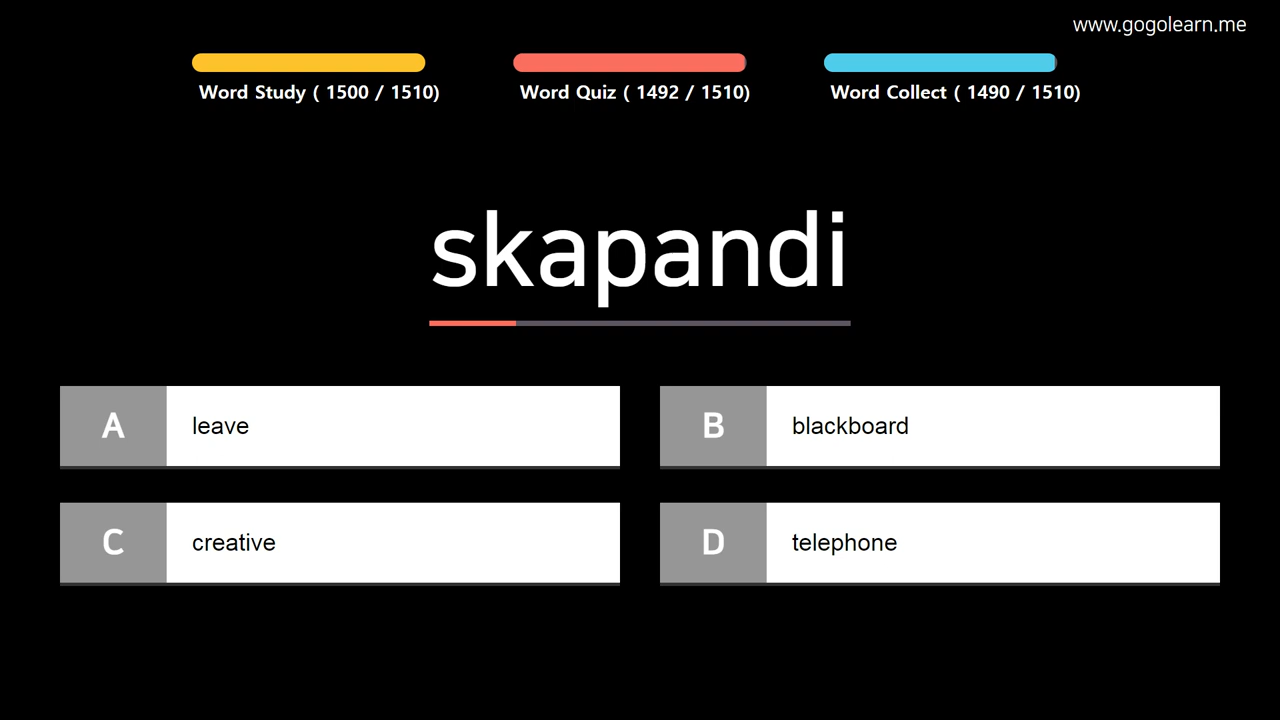 www.gogolearn.me
Word Study ( 1500 / 1510)
Word Quiz ( 1492 / 1510)
Word Collect ( 1490 / 1510)
skapandi
A leave
B blackboard
C creative
D telephone